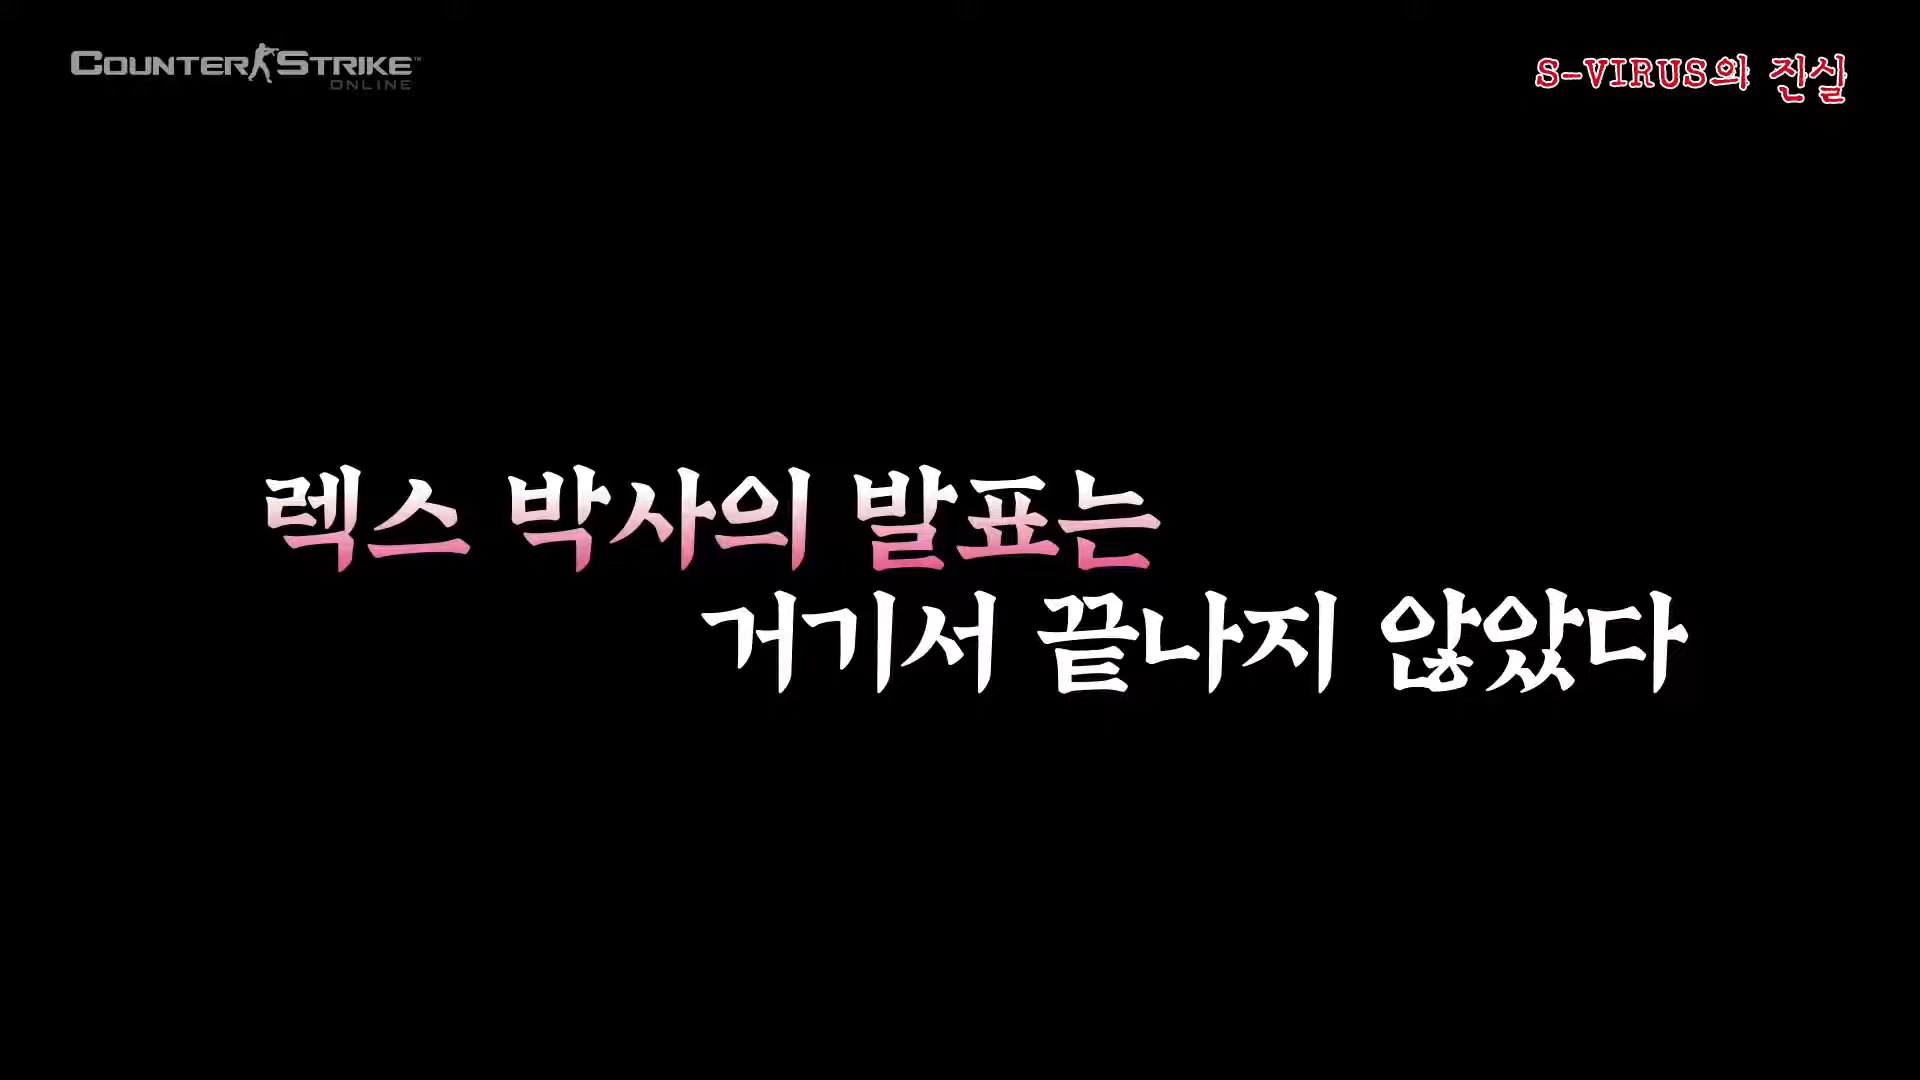 COUNTER STRIKE™
ONLINE
S-VIRUS의 진실
렉스 박사의 발표는
거기서 끝나지 않았다